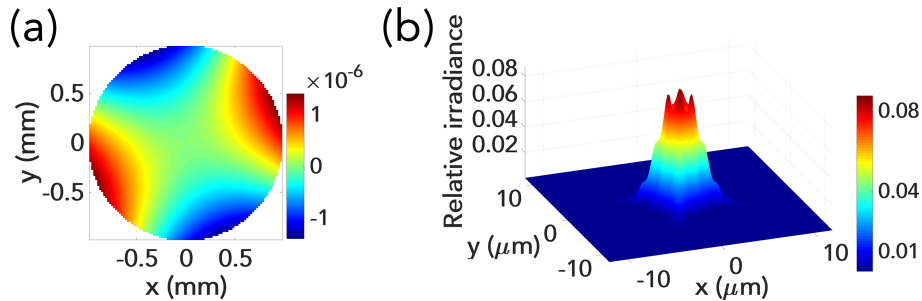 (a)
×10⁻⁶
1
0
-1
0.5
0
-0.5
y (mm)
-0.5 0 0.5
x (mm)
(b)
Relative irradiance
0.08
0.06
0.04
0.02
10
0
-10
y (μm)
-10
0
10
x (μm)
0.08
0.04
0.01